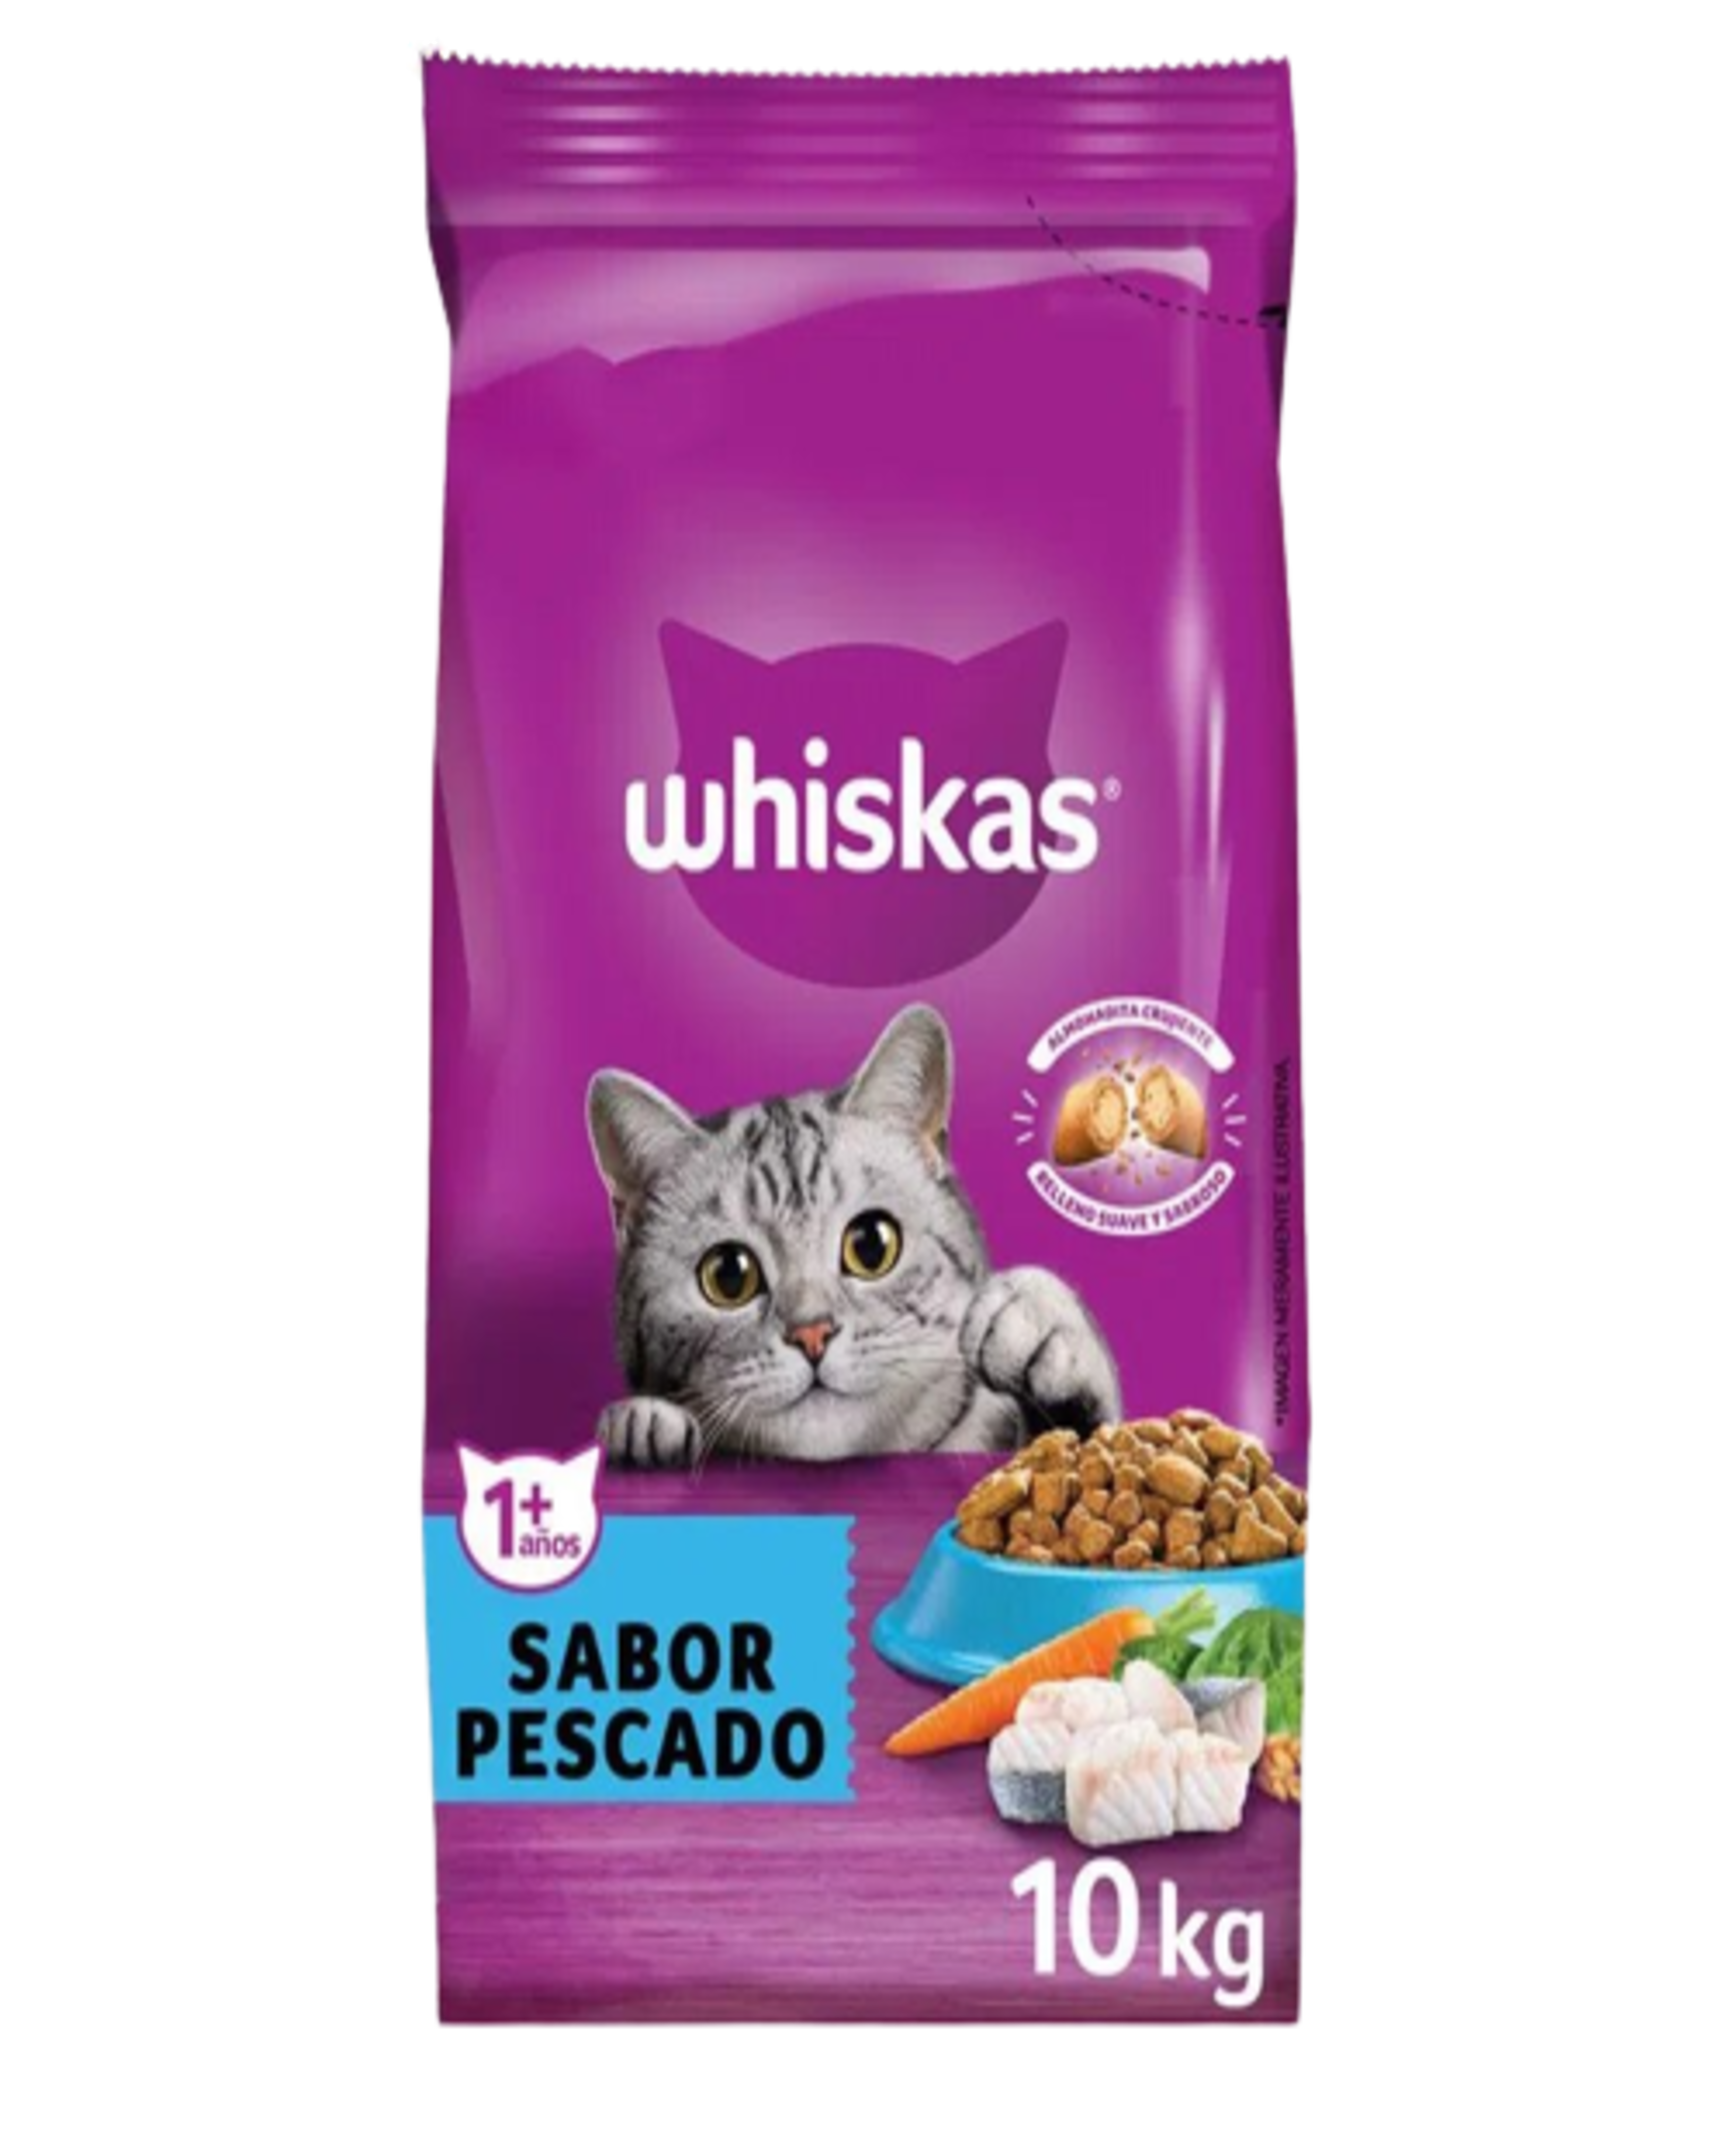 whiskas®
ALMOHADITA CRUJIENTE
RELLENO SUAVE Y SABROSO
*IMAGEN MERAMENTE ILUSTRATIVA
1+
años
SABOR
PESCADO
10 kg